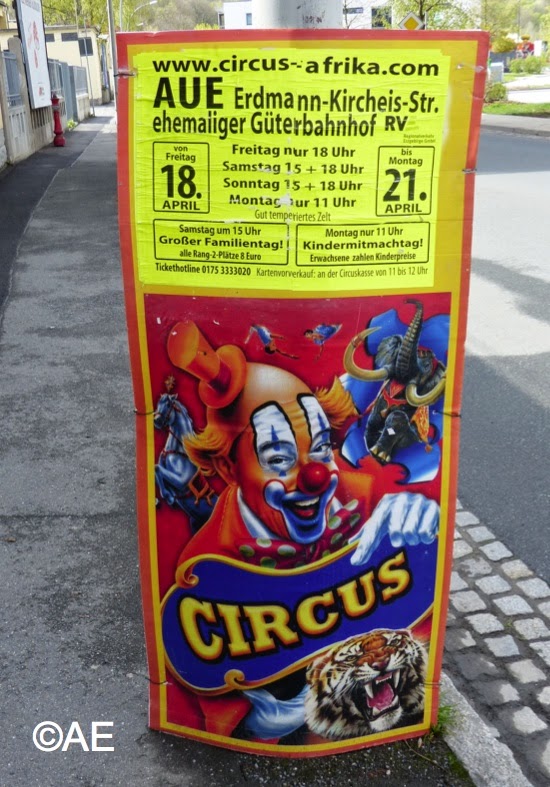 www.circus-afrika.com
AUE Erdmann-Kircheis-Str.
ehemaliger Güterbahnhof RV
von
Freitag
18.
APRIL
Freitag nur 18 Uhr
Samstag 15 + 18 Uhr
Sonntag 15 + 18 Uhr
Montag nur 11 Uhr
Gut temperiertes Zelt
bis
Montag
21.
APRIL
Samstag um 15 Uhr
Großer Familientag!
alle Rang-2-Plätze 8 Euro
Montag nur 11 Uhr
Kindermitmachtag!
Erwachsene zahlen Kinderpreise
Tickethotline 0175 3333020 Kartenvorverkauf: an der Circuskasse von 11 bis 12 Uhr
CIRCUS
©AE